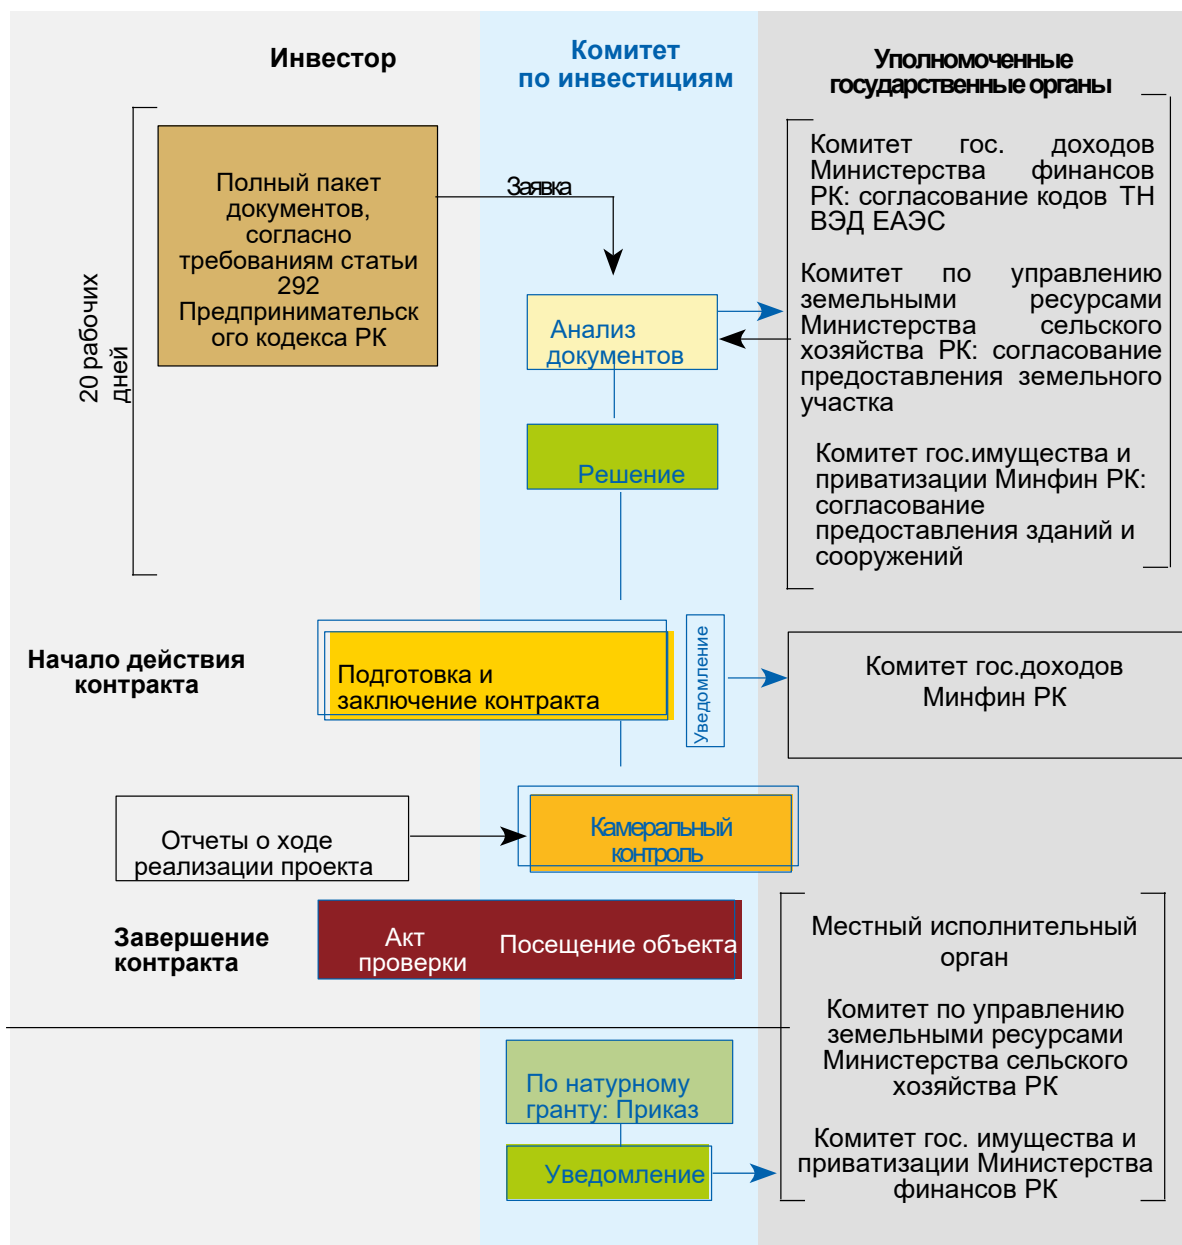 Инвестор
Комитет
по инвестициям
Уполномоченные
государственные органы
20 рабочих
дней
Полный пакет
документов,
согласно
требованиям статьи
292
Предпринимательск
ого кодекса РК
Заявка
Анализ
документов
Решение
Комитет гос. доходов
Министерства финансов
РК: согласование кодов ТН
ВЭД ЕАЭС
Комитет по управлению
земельными ресурсами
Министерства сельского
хозяйства РК: согласование
предоставления земельного
участка
Комитет гос.имущества и
приватизации Минфин РК:
согласование
предоставления зданий и
сооружений
Начало действия
контракта
Подготовка и
заключение контракта
Уведомление
Комитет гос.доходов
Минфин РК
Отчеты о ходе
реализации проекта
Камеральный
контроль
Завершение
контракта
Акт
проверки
Посещение объекта
Местный исполнительный
орган
Комитет по управлению
земельными ресурсами
Министерства сельского
хозяйства РК
Комитет гос. имущества и
приватизации Министерства
финансов РК
По натурному
гранту: Приказ
Уведомление